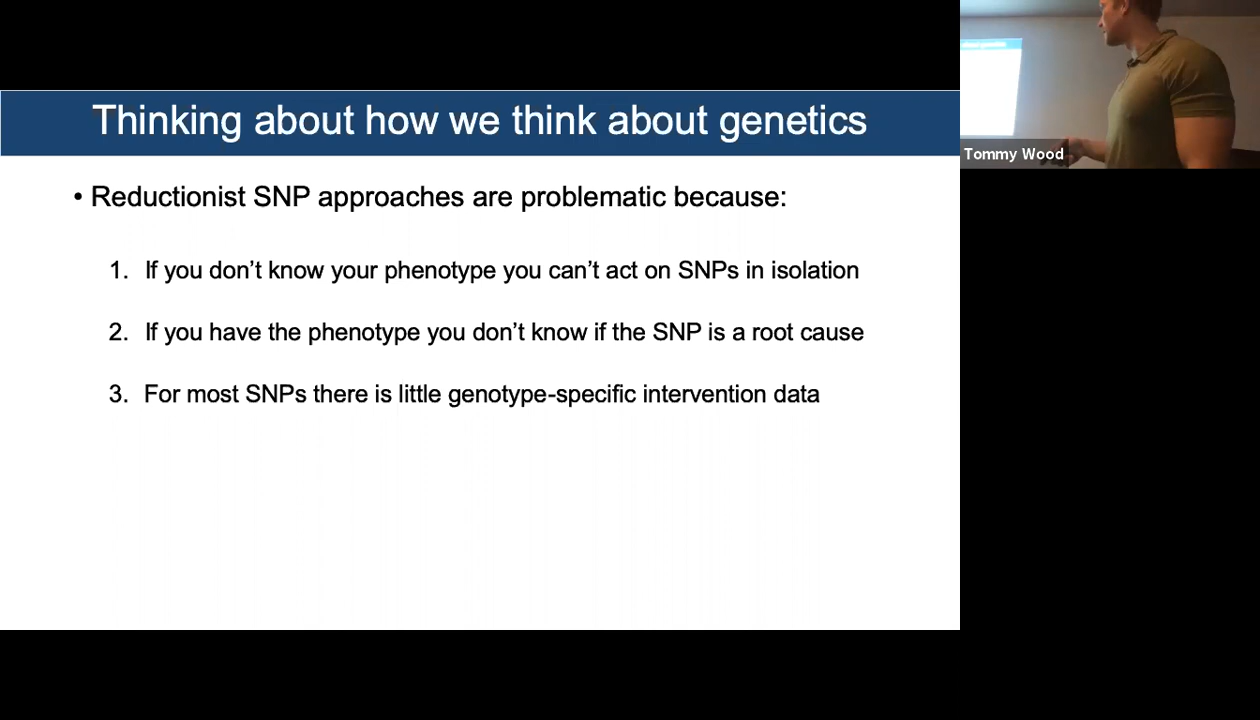 Thinking about how we think about genetics
Tommy Wood
• Reductionist SNP approaches are problematic because:
1. If you don’t know your phenotype you can’t act on SNPs in isolation
2. If you have the phenotype you don’t know if the SNP is a root cause
3. For most SNPs there is little genotype-specific intervention data